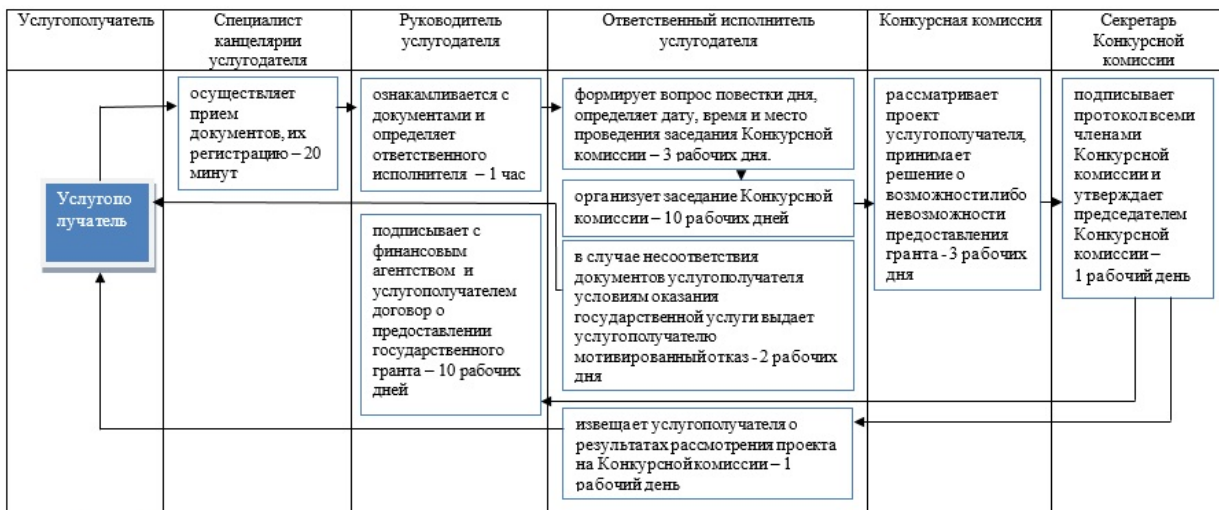 Услугополучатель
Специалист
канцелярии
услугодателя
Руководитель
услугодателя
Ответственный исполнитель
услугодателя
Конкурсная комиссия
Секретарь
Конкурсной
комиссии
Услугопо
лучатель
осуществляет
прием
документов, их
регистрацию – 20
минут
ознакамливается с
документами и
определяет
ответственного
исполнителя – 1 час
подписывает с
финансовым
агентством и
услугополучателем
договор о
предоставлении
государственного
гранта – 10 рабочих
дней
формирует вопрос повестки дня,
определяет дату, время и место
проведения заседания Конкурсной
комиссии – 3 рабочих дня.
организует заседание Конкурсной
комиссии – 10 рабочих дней
в случае несоответствия
документов услугополучателя
условиям оказания
государственной услуги выдает
услугополучателю
мотивированный отказ - 2 рабочих
дня
извещает услугополучателя о
результатах рассмотрения проекта
на Конкурсной комиссии – 1
рабочий день
рассматривает
проект
услугополучателя,
принимает
решение о
возможности либо
невозможности
предоставления
гранта - 3 рабочих
дня
подписывает
протокол всеми
членами
Конкурсной
комиссии и
утверждает
председателем
Конкурсной
комиссии –
1 рабочий день